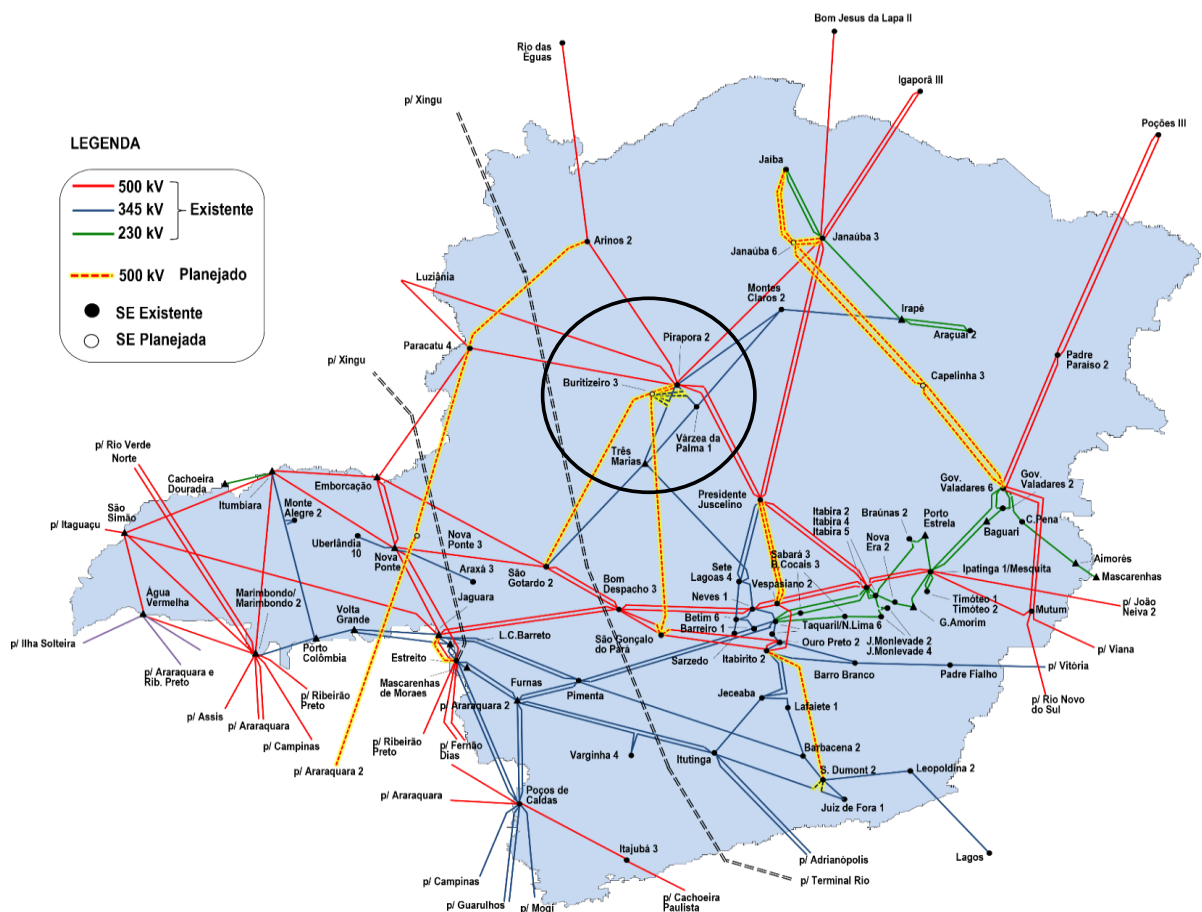 Bom Jesus da Lapa II
Rio das
Éguas
Igaporã III
p/ Xingu
Poções III
LEGENDA
500 kV
345 kV
230 kV
Existente
500 kV
Planejado
SE Existente
SE Planejada
Jaíba
Janaúba 3
Janaúba 6
Arinos 2
Luziânia
Montes
Claros 2
Irapé
Araçuaí 2
Pirapora 2
Paracatu 4
Buritizeiro 3
p/ Xingu
Padre
Paraíso 2
Capelinha 3
Várzea da
Palma 1
Três
Marias
p/ Rio Verde
Norte
Cachoeira
Dourada
Itumbiara
Emborcação
Presidente
Juscelino
Gov.
Valadares 6
Gov.
Valadares 2
São
Simão
p/ Itaguaçu
Monte
Alegre 2
Uberlândia
10
Nova
Ponte
Nova
Ponte 3
Araxá 3
São
Gotardo 2
Itabira 2
Itabira 4
Itabira 5
Braúnas 2
Porto
Estrela
Nova
Era 2
C.Pena
Baguari
Aimorés
Mascarenhas
Sete
Lagoas 4
Sabará 3
B.Cocais 3
Vespasiano 2
Ipatinga 1/Mesquita
Timóteo 1
Timóteo 2
G.Amorim
Mutum
p/ João
Neiva 2
Água
Vermelha
Marimbondo/
Marimbondo 2
Volta
Grande
Jaguara
Bom
Despacho 3
Neves 1
Betim 6
Barreiro 1
Taquaril/N.Lima 6
J.Monlevade 2
J.Monlevade 4
p/ Ilha Solteira
Porto
Colômbia
L.C.Barreto
São Gonçalo
do Pará
Sarzedo
Ouro Preto 2
Itabirito 2
p/ Viana
p/ Araraquara e
Rib. Preto
Estreito
Mascarenhas
de Moraes
Furnas
Pimenta
Barro Branco
Padre Fialho
p/ Vitória
p/ Rio Novo
do Sul
p/ Ribeirão
Preto
p/ Assis
p/ Araraquara
p/ Campinas
p/ Araraquara 2
p/ Araraquara 2
p/ Ribeirão
Preto
p/ Fernão
Dias
Jeceaba
Lafaiete 1
Varginha 4
Itutinga
Barbacena 2
S. Dumont 2
Leopoldina 2
Juiz de Fora 1
p/ Araraquara
Poços de
Caldas
Itajubá 3
p/ Adrianópolis
Lagos
p/ Terminal Rio
p/ Campinas
p/ Guarulhos
p/ Mogi
p/ Cachoeira
Paulista